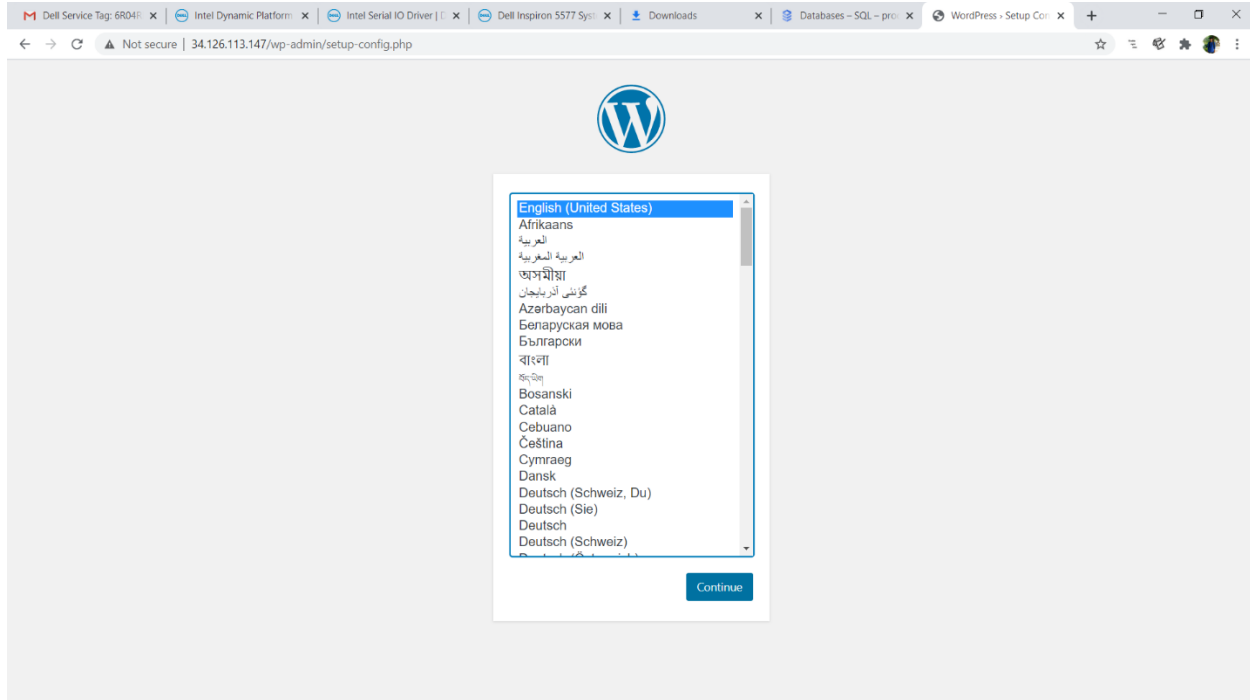 Dell Service Tag: 6R04R
Intel Dynamic Platform
Intel Serial IO Driver | D
Dell Inspiron 5577 Syst
Downloads
Databases – SQL – pro
WordPress › Setup Con
Not secure | 34.126.113.147/wp-admin/setup-config.php
English (United States)
Afrikaans
العربية
العربية المغربية
অসমীয়া
گؤنئی آذربایجان
Azərbaycan dili
Беларуская мова
Български
বাংলা
བོད་ཡིག
Bosanski
Català
Cebuano
Čeština
Cymraeg
Dansk
Deutsch (Schweiz, Du)
Deutsch (Sie)
Deutsch
Deutsch (Schweiz)
Continue